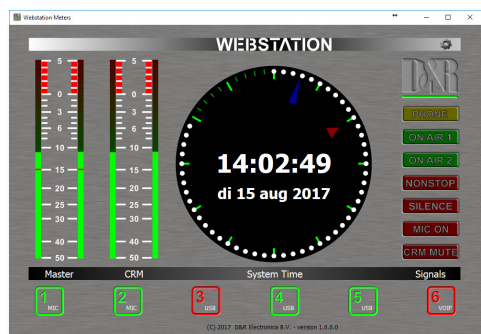 Webstation Meters
WEBSTATION
D&R
5 5
0 0
3 3
6 6
10 10
15 15
20 20
25 25
30 30
40 40
50 50
14:02:49
di 15 aug 2017
PHONE
ON AIR 1
ON AIR 2
NONSTOP
SILENCE
MIC ON
CRM MUTE
Master CRM System Time Signals
1 MIC 2 MIC 3 USB 4 USB 5 USB 6 VOIP
(C) 2017 D&R Electronica B.V. - version 1.0.0.0